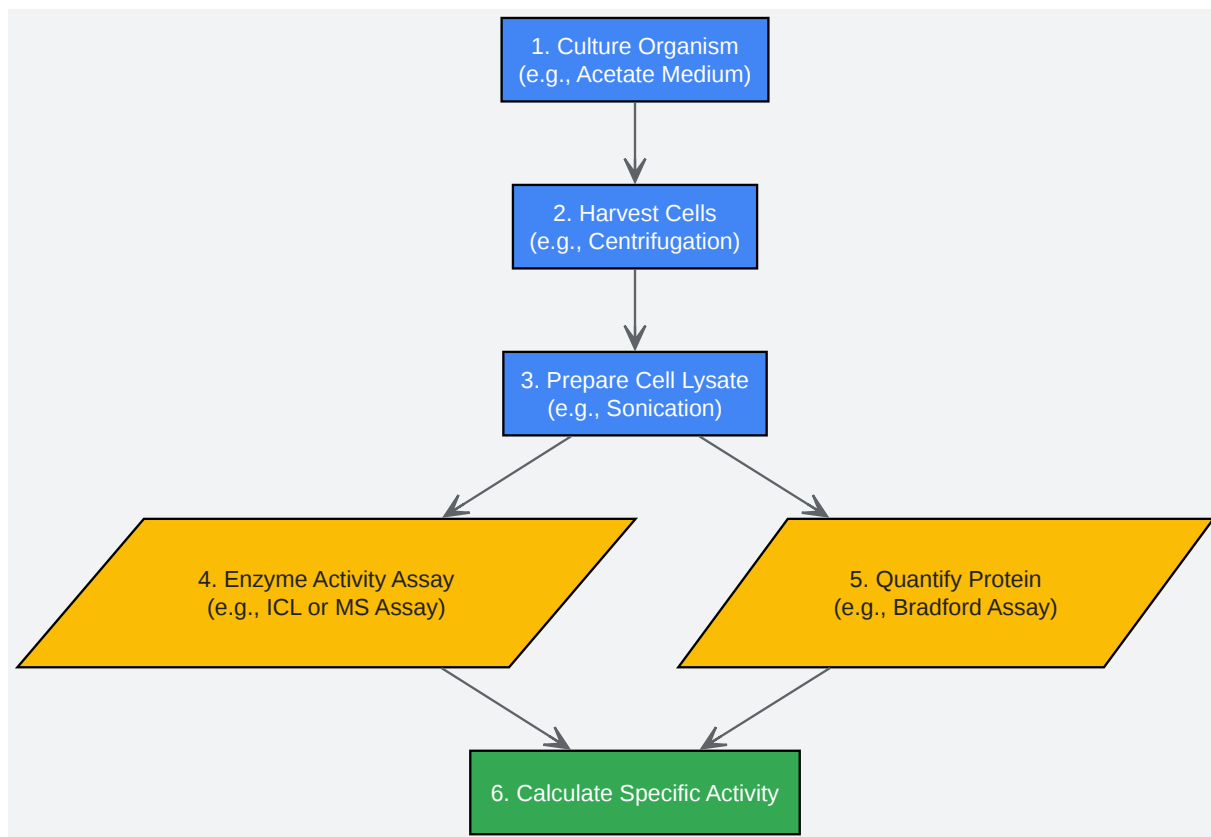 1. Culture Organism
(e.g., Acetate Medium)
2. Harvest Cells
(e.g., Centrifugation)
3. Prepare Cell Lysate
(e.g., Sonication)
4. Enzyme Activity Assay
(e.g., ICL or MS Assay)
5. Quantify Protein
(e.g., Bradford Assay)
6. Calculate Specific Activity